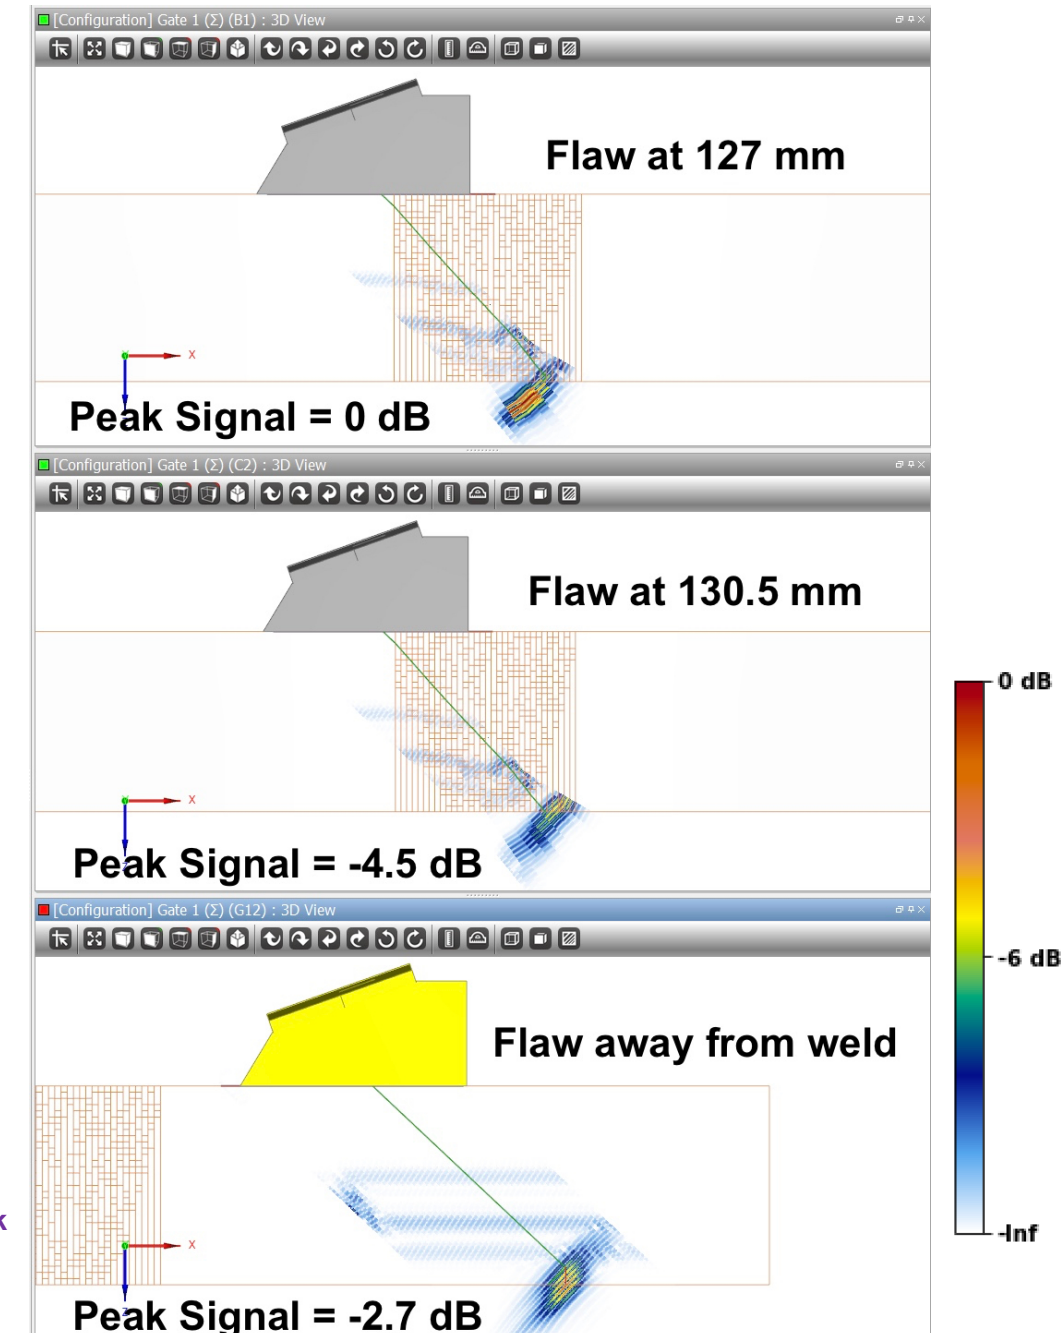 [Configuration] Gate 1 (Σ) (B1) : 3D View
Flaw at 127 mm
X
Peak Signal = 0 dB
[Configuration] Gate 1 (Σ) (C2) : 3D View
Flaw at 130.5 mm
X
Peak Signal = -4.5 dB
0 dB
-6 dB
-Inf
[Configuration] Gate 1 (Σ) (G12) : 3D View
Flaw away from weld
k
X
Peak Signal = -2.7 dB